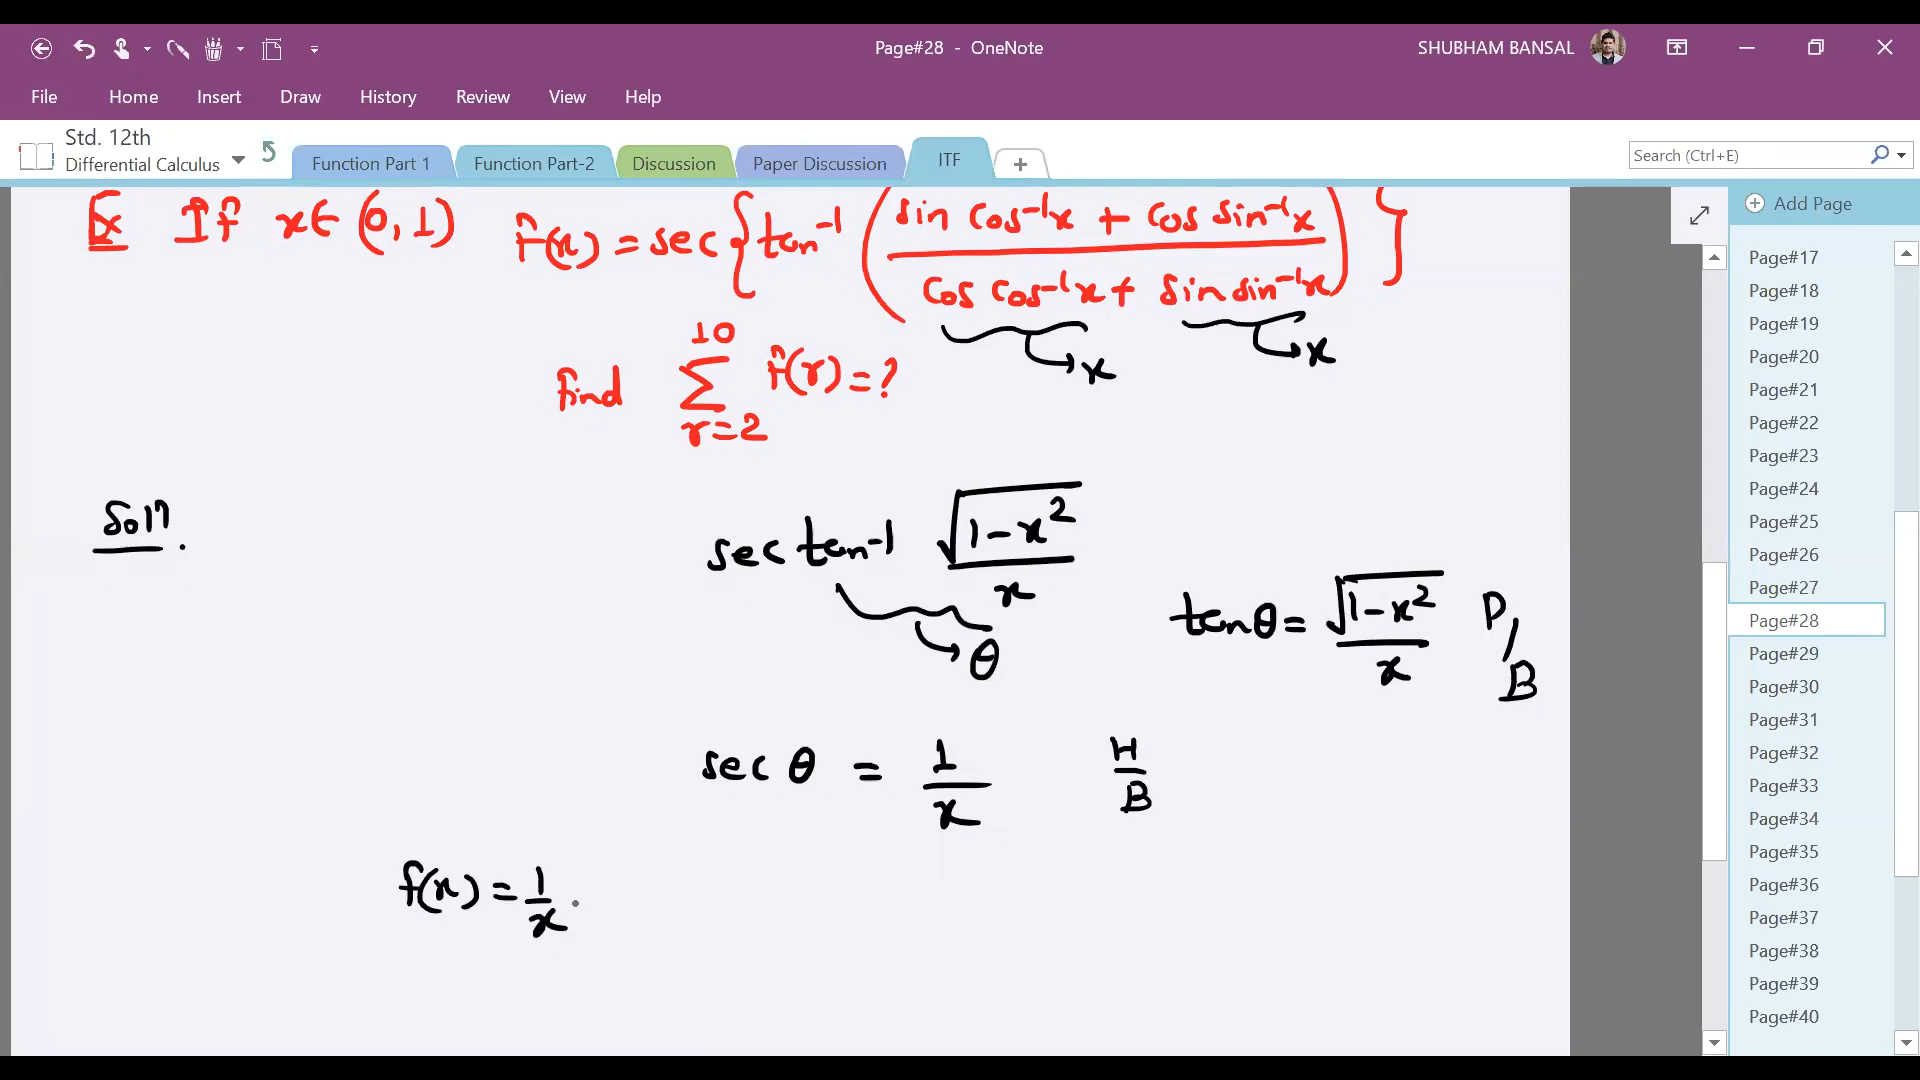 Page#28 - OneNote
SHUBHAM BANSAL
File Home Insert Draw History Review View Help
Std. 12th
Differential Calculus
Function Part 1
Function Part-2
Discussion
Paper Discussion
ITF
Search (Ctrl+E)
Add Page
Page#17
Page#18
Page#19
Page#20
Page#21
Page#22
Page#23
Page#24
Page#25
Page#26
Page#27
Page#28
Page#29
Page#30
Page#31
Page#32
Page#33
Page#34
Page#35
Page#36
Page#37
Page#38
Page#39
Page#40
Ex If x∈(0,1) f(x) = sec{tan⁻¹((sin cos⁻¹x + cos sin⁻¹x)/(cos cos⁻¹x + sin sin⁻¹x))}
x x
find ∑_{r=2}^{10} f(r) = ?
Soln.
sec tan⁻¹ √(1-x²)/x
θ
tanθ = √(1-x²)/x P/B
sec θ = 1/x H/B
f(x) = 1/x